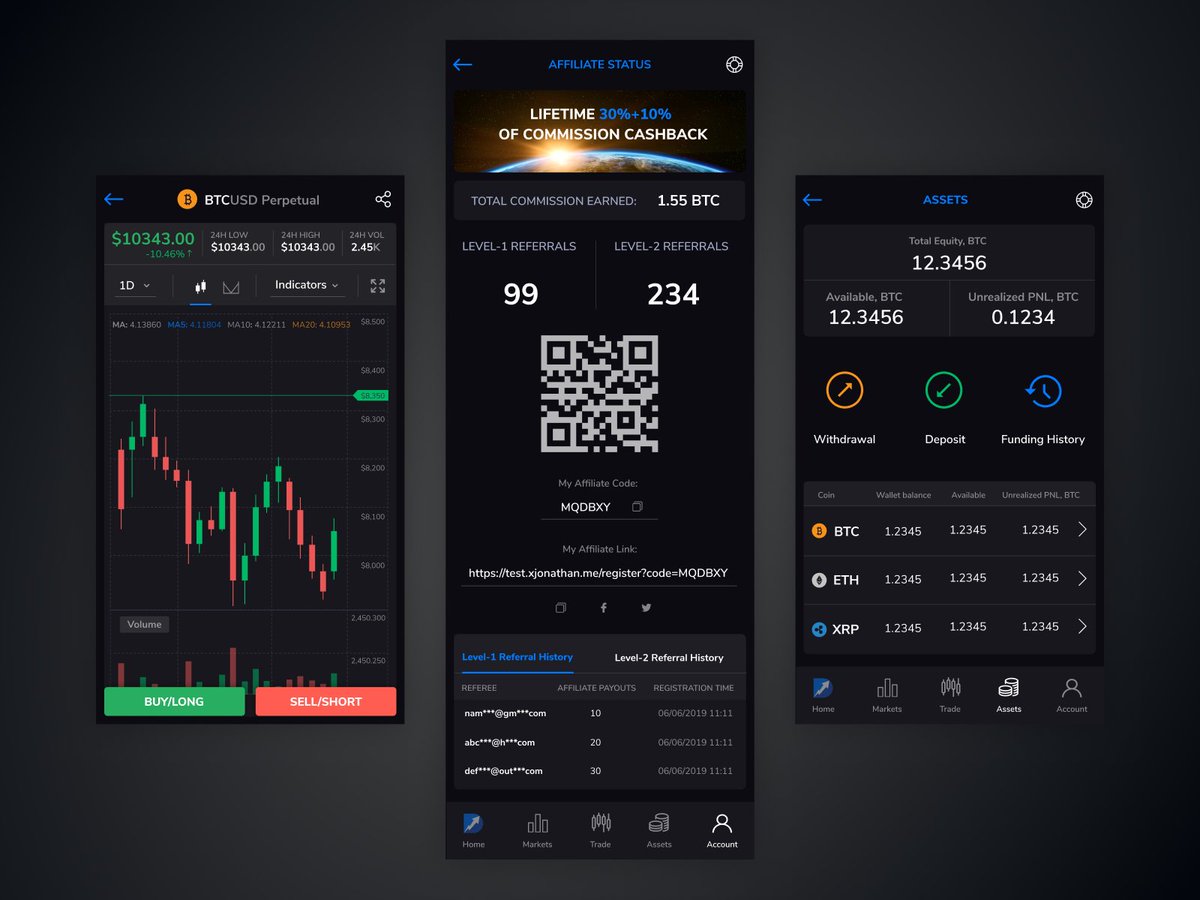 BTCUSD Perpetual
$10343.00
-10.46% ↑
24H LOW
$10343.00
24H HIGH
$10343.00
24H VOL
2.45K
1D
Indicators
MA: 4.13860 MA5: 4.11804 MA10: 4.12211 MA20: 4.10953
$8,500
$8,400
$8,350
$8,300
$8,200
$8,100
$8,000
2,450.300
Volume
2,450.250
BUY/LONG
SELL/SHORT
AFFILIATE STATUS
LIFETIME 30%+10%
OF COMMISSION CASHBACK
TOTAL COMMISSION EARNED: 1.55 BTC
LEVEL-1 REFERRALS
LEVEL-2 REFERRALS
99
234
My Affiliate Code:
MQDBXY
My Affiliate Link:
https://test.xjonathan.me/register?code=MQDBXY
Level-1 Referral History
Level-2 Referral History
REFEREE AFFILIATE PAYOUTS REGISTRATION TIME
nam***@gm***com 10 06/06/2019 11:11
abc***@h***com 20 06/06/2019 11:11
def***@out***com 30 06/06/2019 11:11
Home Markets Trade Assets Account
ASSETS
Total Equity, BTC
12.3456
Available, BTC
12.3456
Unrealized PNL, BTC
0.1234
Withdrawal Deposit Funding History
Coin Wallet balance Available Unrealized PNL, BTC
BTC 1.2345 1.2345 1.2345
ETH 1.2345 1.2345 1.2345
XRP 1.2345 1.2345 1.2345
Home Markets Trade Assets Account